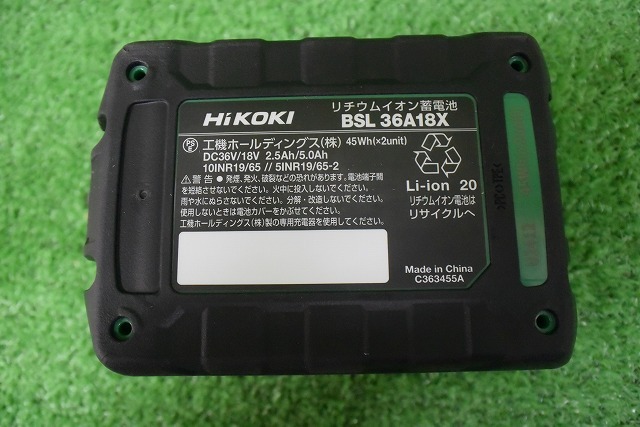 HiKOKI
リチウムイオン蓄電池
BSL 36A18X
PS E 工機ホールディングス(株) 45Wh(×2unit)
DC36V/18V 2.5Ah/5.0Ah
10INR19/65 // 5INR19/65-2
⚠ 警告 ●発煙、発火、破裂などの恐れがあります。電池端子間
を短絡させないでください。火中に投入しないでください。
雨や水にぬらさないでください。分解・改造しないでください。
使用しないときは電池カバーをかぶせてください。
工機ホールディングス(株)製の専用充電器を使用してください。
Li-ion 20
リチウムイオン電池は
リサイクルへ
Made in China
C363455A